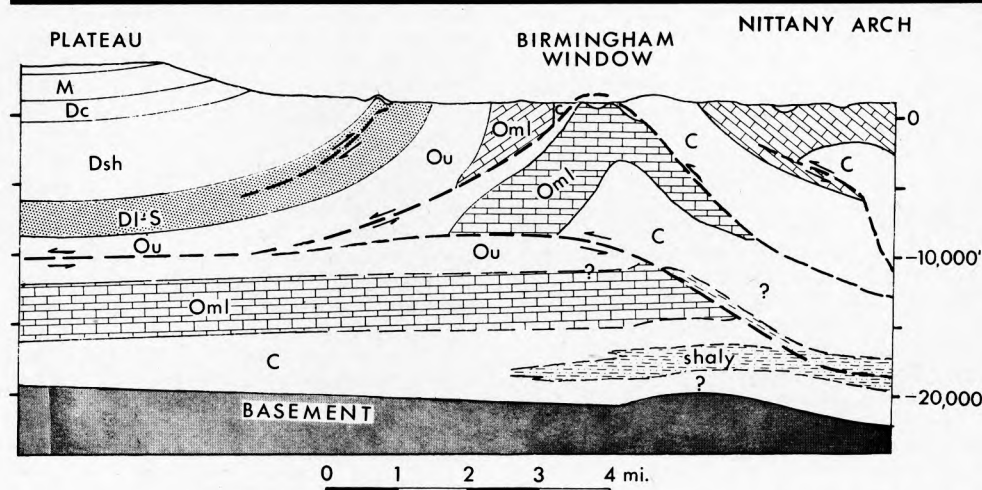 NITTANY ARCH
PLATEAU
BIRMINGHAM
WINDOW
M
Dc
Dsh
Dl-S
Ou
Ou
Oml
C
Oml
C
C
C
Ou
?
?
Oml
C
shaly
?
BASEMENT
0
-10,000'
-20,000
0 1 2 3 4 mi.